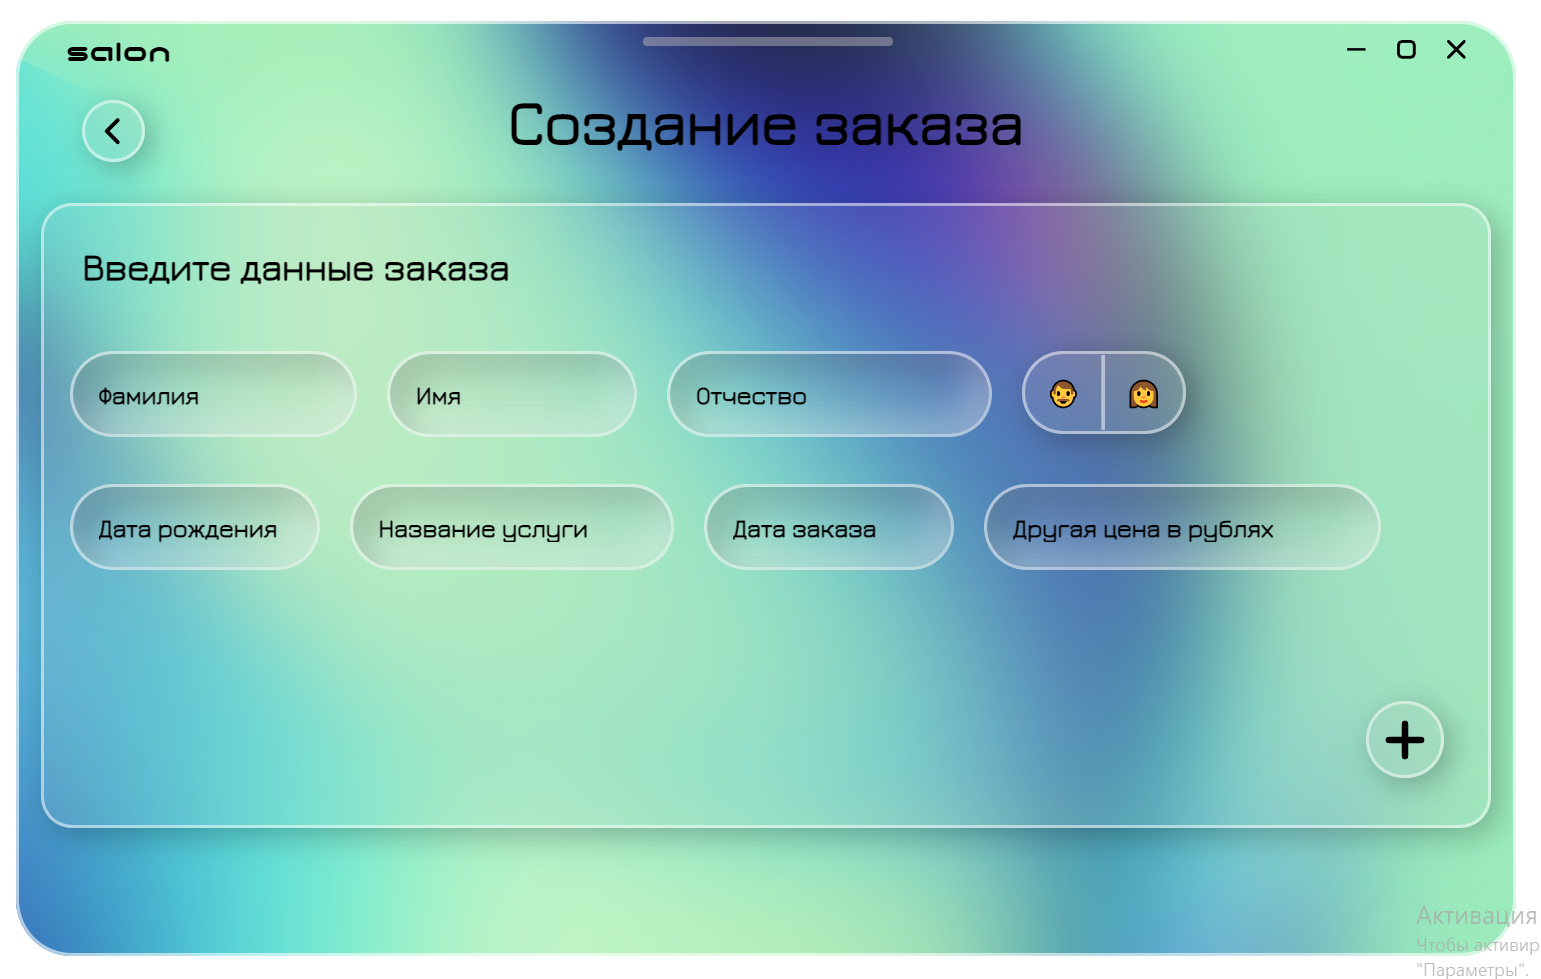 salon
Создание заказа
Введите данные заказа
Фамилия Имя Отчество
Дата рождения Название услуги Дата заказа Другая цена в рублях
Активация
Чтобы активир
"Параметры".